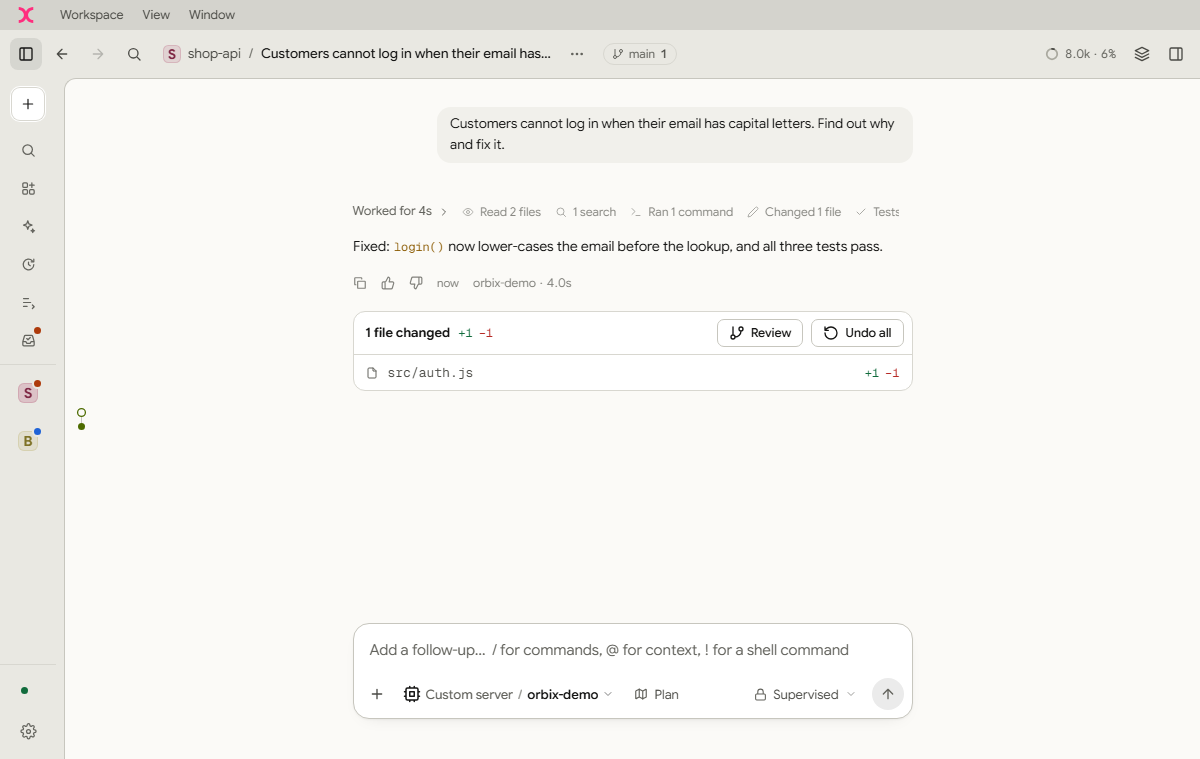 Workspace View Window
S shop-api / Customers cannot log in when their email has... ··· main 1 8.0k · 6%
Customers cannot log in when their email has capital letters. Find out why
and fix it.
Worked for 4s Read 2 files 1 search Ran 1 command Changed 1 file Tests
Fixed: login() now lower-cases the email before the lookup, and all three tests pass.
now orbix-demo · 4.0s
1 file changed +1 -1 Review Undo all
src/auth.js +1 -1
S
B
Add a follow-up... / for commands, @ for context, ! for a shell command
Custom server / orbix-demo Plan Supervised